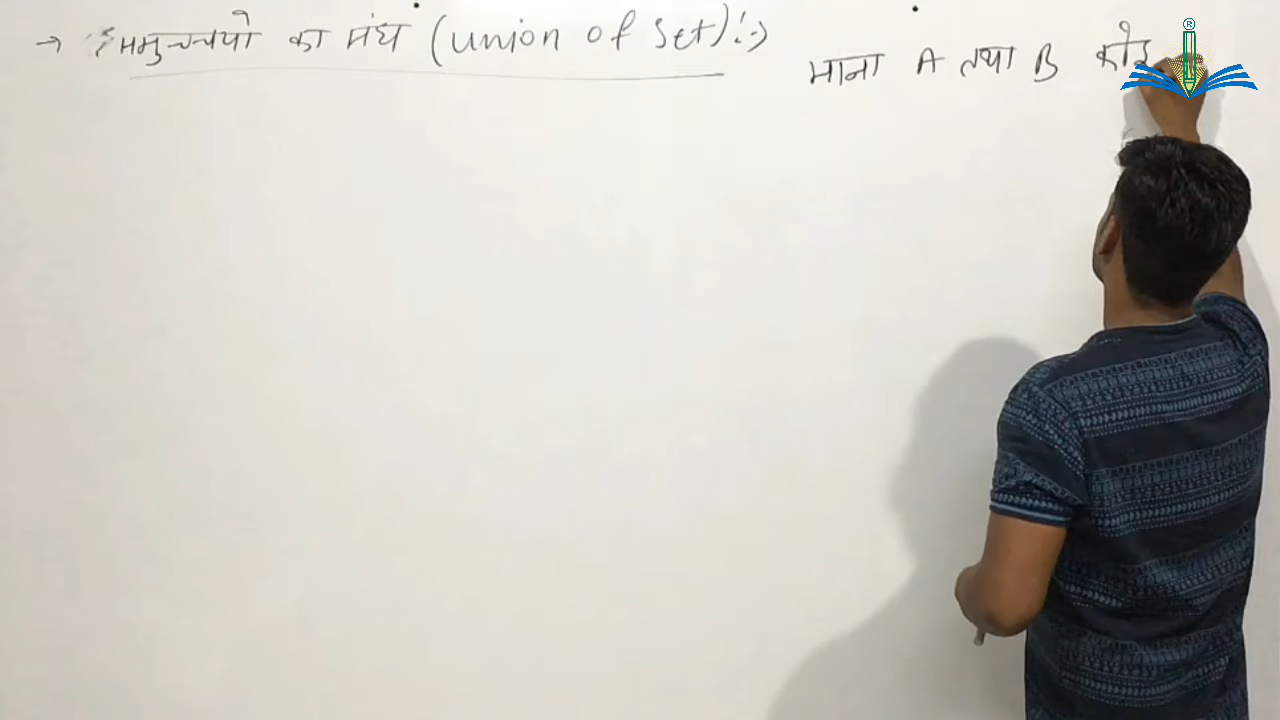 → समुच्चयो का संघ (union of set):-
माना A तथा B कोई
®